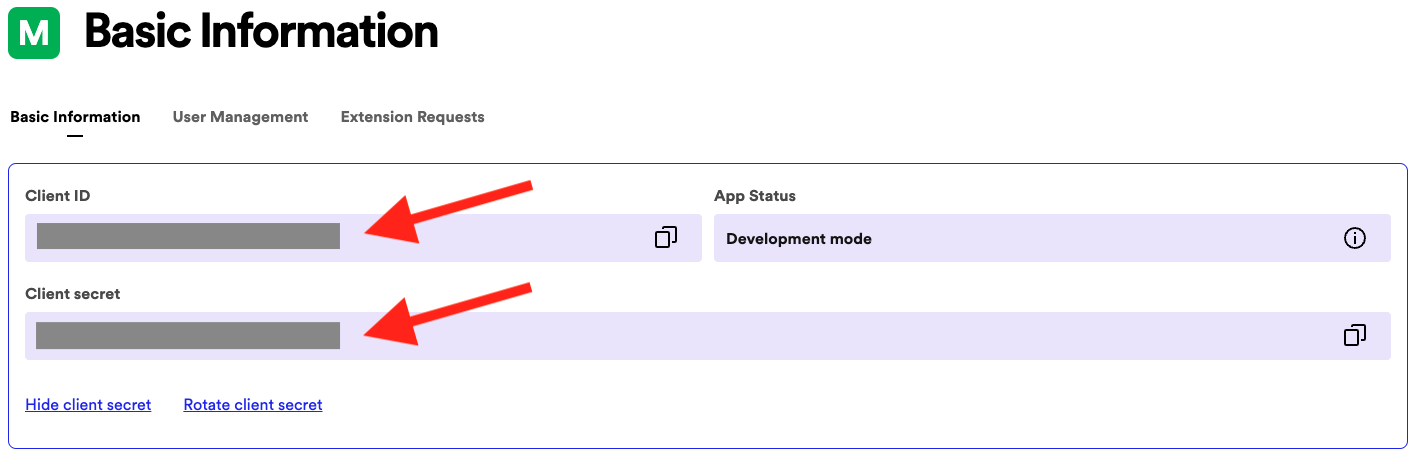 M Basic Information
Basic Information User Management Extension Requests
Client ID App Status
Development mode
Client secret
Hide client secret Rotate client secret